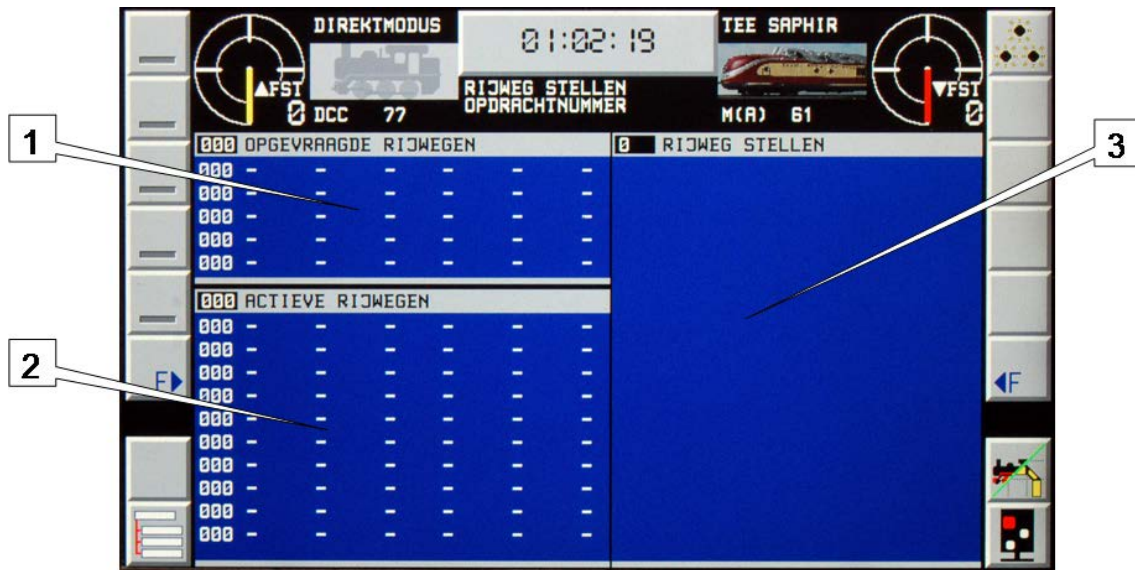 DIREKTMODUS
01:02:19
TEE SAPHIR
▲FST
0
DCC 77
RIJWEG STELLEN
OPDRACHTNUMMER
M(A) 61
▼FST
0
1
2
3
000 OPGEVRAAGDE RIJWEGEN
000 - - - - - -
000 - - - - - -
000 - - - - - -
000 - - - - - -
000 - - - - - -
000 ACTIEVE RIJWEGEN
000 - - - - - -
000 - - - - - -
000 - - - - - -
000 - - - - - -
000 - - - - - -
000 - - - - - -
000 - - - - - -
000 - - - - - -
000 - - - - - -
000 - - - - - -
0 RIJWEG STELLEN
F▶
◀F